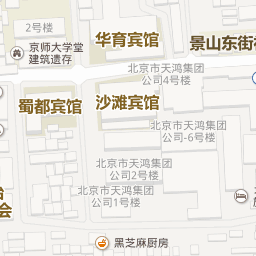 2号楼
华育宾馆
京师大学堂
建筑遗存
景山东街
北京市天鸿集团
公司4号楼
蜀都宾馆
沙滩宾馆
北京市天鸿集团
公司-6号楼
北京市天鸿集团
公司2号楼
北京市天鸿集团
公司1号楼
会
黑芝麻厨房